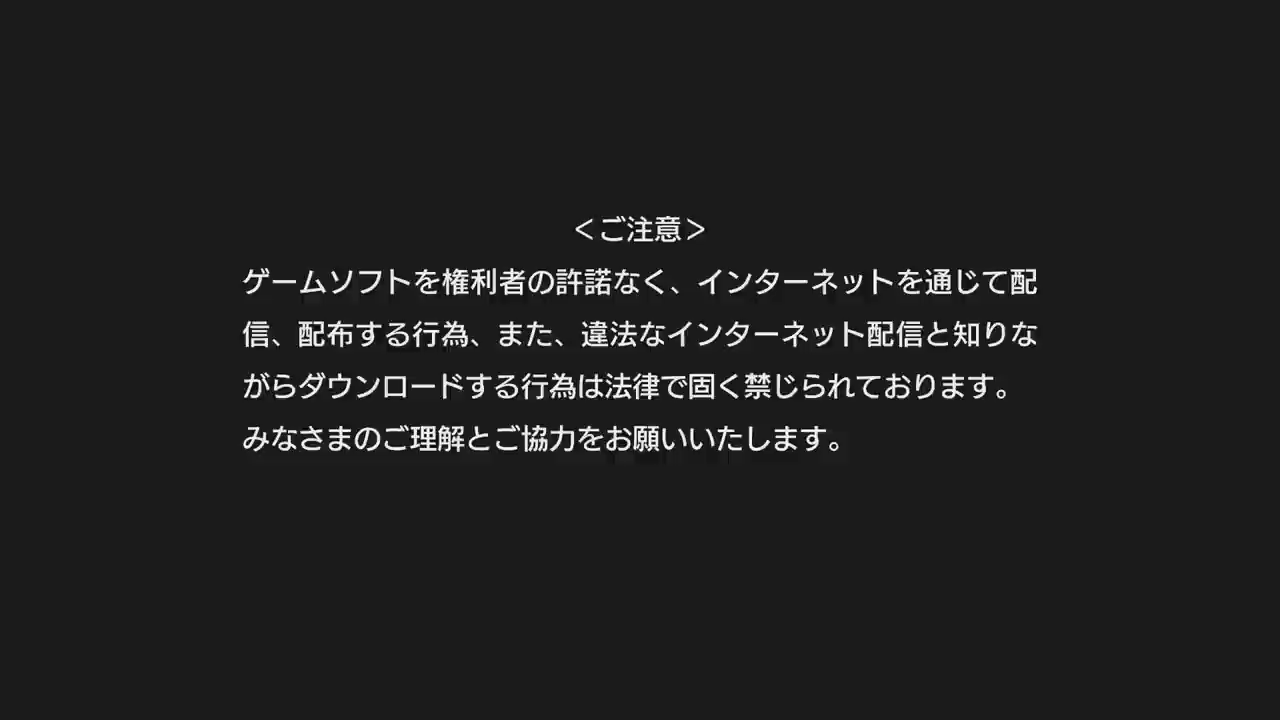 ＜ご注意＞
ゲームソフトを権利者の許諾なく、インターネットを通じて配
信、配布する行為、また、違法なインターネット配信と知りな
がらダウンロードする行為は法律で固く禁じられております。
みなさまのご理解とご協力をお願いいたします。